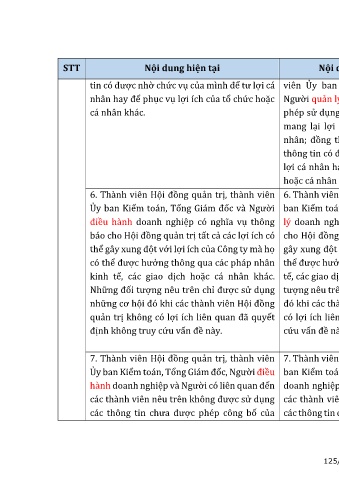 STT Nội dung hiện tại Nội
tin có được nhờ chức vụ của mình để tư lợi cá
nhân hay để phục vụ lợi ích của tổ chức hoặc
cá nhân khác.
viên Ủy ban
Người quản lý
phép sử dụng
mang lại lợi
nhân; đồng
thông tin có
lợi cá nhân
hoặc cá nhân
6. Thành viên Hội đồng quản trị, thành viên
Ủy ban Kiểm toán, Tổng Giám đốc và Người
điều hành doanh nghiệp có nghĩa vụ thông
báo cho Hội đồng quản trị tất cả các lợi ích có
thể gây xung đột với lợi ích của Công ty mà họ
có thể được hưởng thông qua các pháp nhân
kinh tế, các giao dịch hoặc cá nhân khác.
Những đối tượng nêu trên chỉ được sử dụng
những cơ hội đó khi các thành viên Hội đồng
quản trị không có lợi ích liên quan đã quyết
định không truy cứu vấn đề này.
6. Thành viên
ban Kiểm
lý doanh
cho Hội đồng
gây xung đột
thể được
tế, các giao
tượng nêu
đó khi các
có lợi ích
cứu vấn đề
7. Thành viên Hội đồng quản trị, thành viên
Ủy ban Kiểm toán, Tổng Giám đốc, Người điều
hành doanh nghiệp và Người có liên quan đến
các thành viên nêu trên không được sử dụng
các thông tin chưa được phép công bố của
7. Thành viên
ban Kiểm
doanh nghiệp
các thành
các thông tin
125/